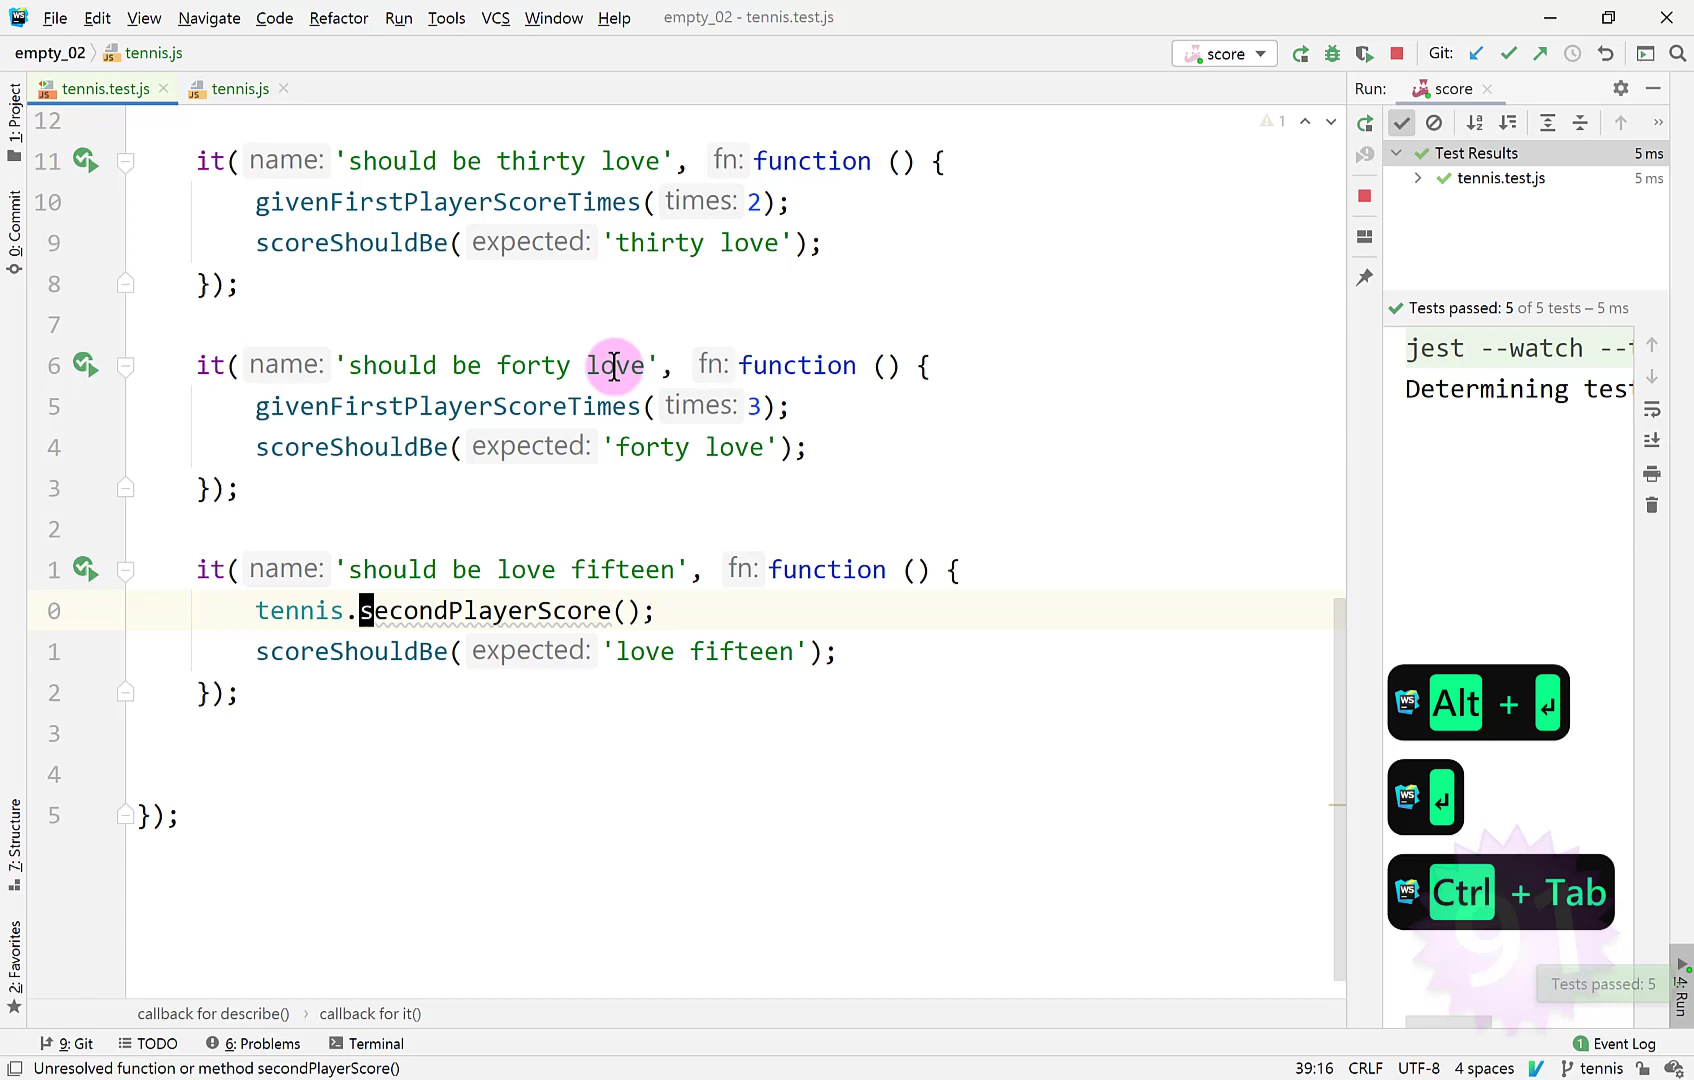 File Edit View Navigate Code Refactor Run Tools VCS Window Help empty_02 - tennis.test.js
empty_02 tennis.js score Git:
tennis.test.js tennis.js Run: score
1: Project
0: Commit
7: Structure
2: Favorites
12 1
11 it( name: 'should be thirty love', fn: function () {
10 givenFirstPlayerScoreTimes( times: 2);
9 scoreShouldBe( expected: 'thirty love');
8 });
7
6 it( name: 'should be forty love', fn: function () {
5 givenFirstPlayerScoreTimes( times: 3);
4 scoreShouldBe( expected: 'forty love');
3 });
2
1 it( name: 'should be love fifteen', fn: function () {
0 tennis.secondPlayerScore();
1 scoreShouldBe( expected: 'love fifteen');
2 });
3
4
5 });
Test Results 5 ms
tennis.test.js 5 ms
Tests passed: 5 of 5 tests – 5 ms
jest --watch --
Determining tes
WS Alt + ↵
WS ↵
WS Ctrl + Tab
91
Tests passed: 5
4: Run
callback for describe() › callback for it()
9: Git TODO 6: Problems Terminal 1 Event Log
Unresolved function or method secondPlayerScore() 39:16 CRLF UTF-8 4 spaces tennis